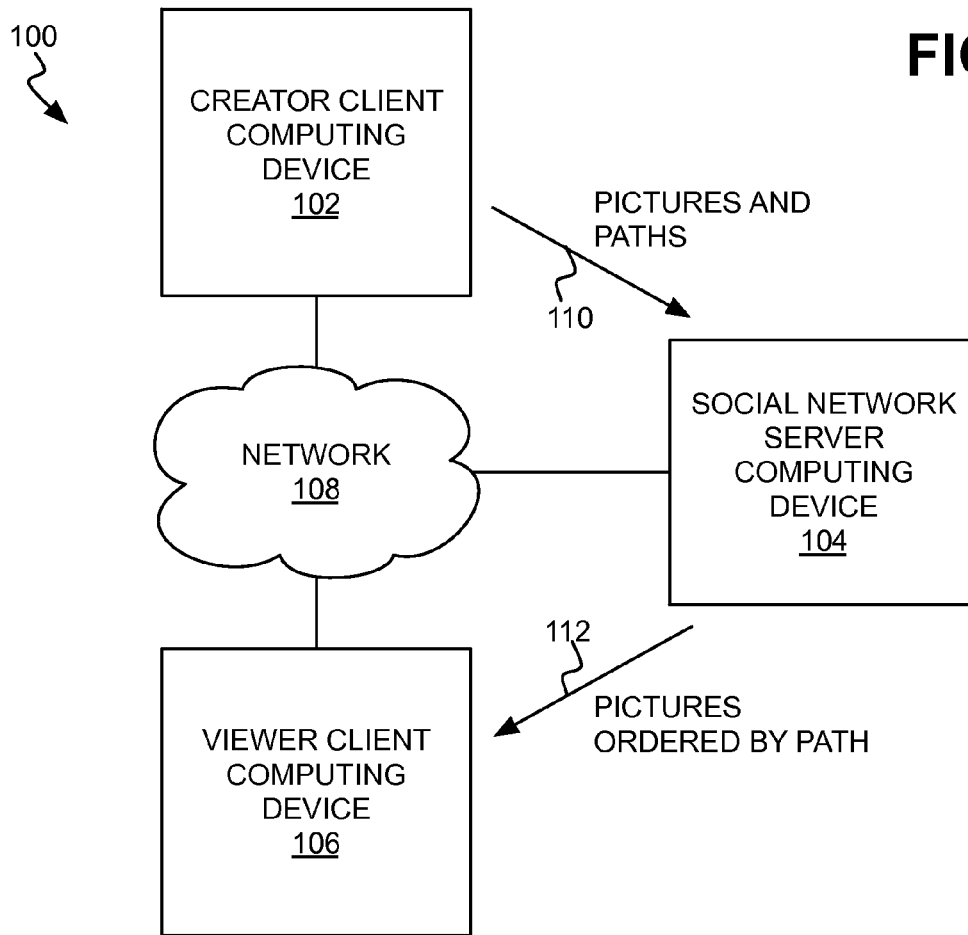 100
FIG
CREATOR CLIENT
COMPUTING
DEVICE
102
PICTURES AND
PATHS
110
SOCIAL NETWORK
SERVER
COMPUTING
DEVICE
104
NETWORK
108
112
PICTURES
ORDERED BY PATH
VIEWER CLIENT
COMPUTING
DEVICE
106